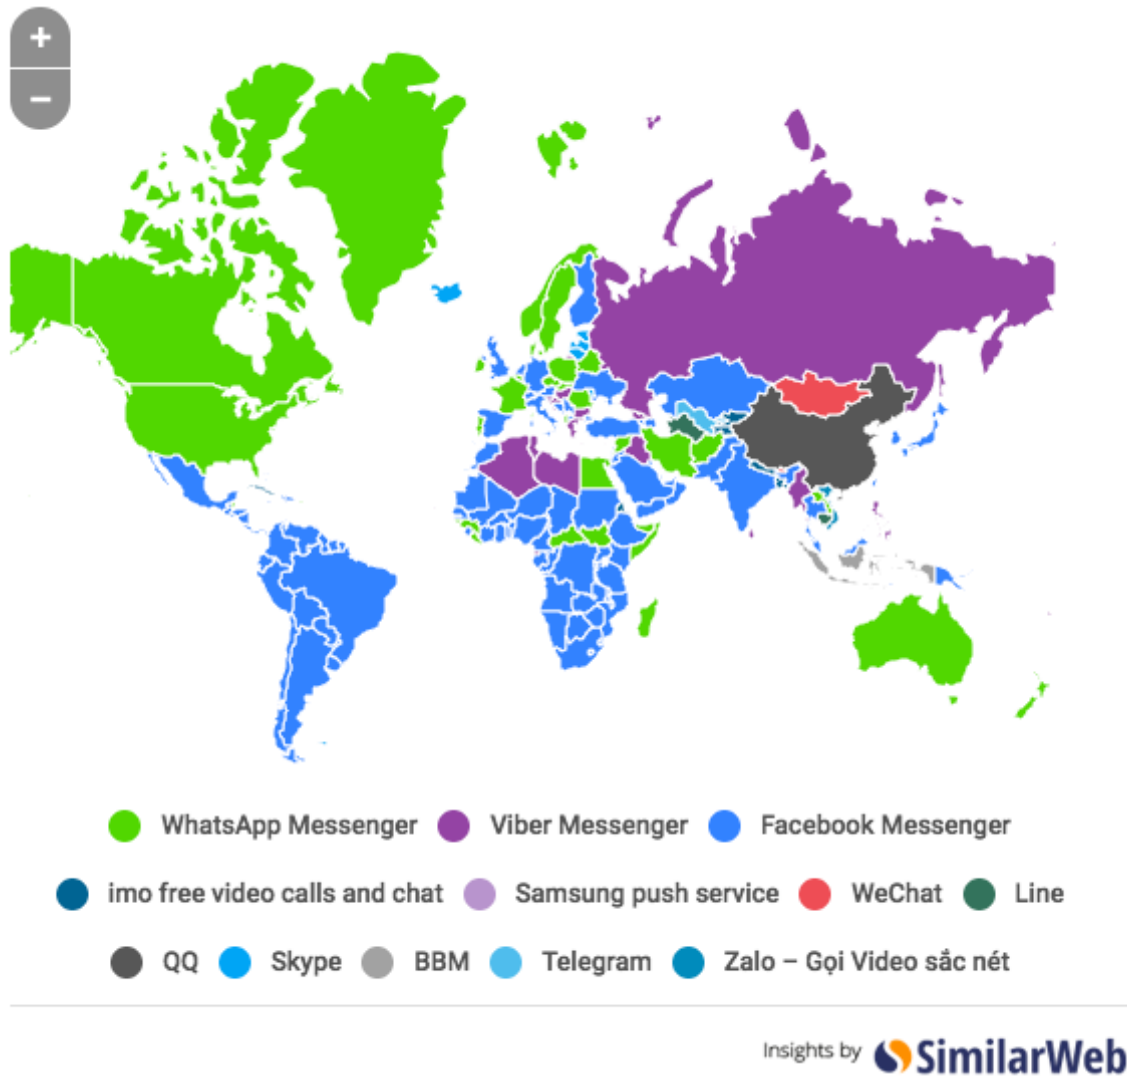 +
−
WhatsApp Messenger Viber Messenger Facebook Messenger
imo free video calls and chat Samsung push service WeChat Line
QQ Skype BBM Telegram Zalo – Gọi Video sắc nét
Insights by SimilarWeb